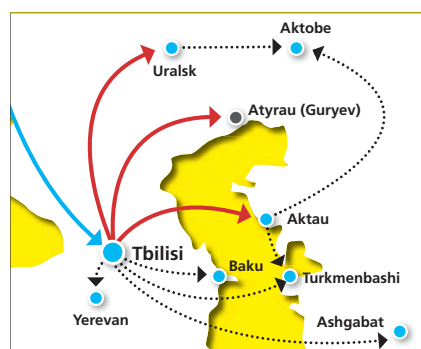 Aktobe
Uralsk
Atyrau (Guryev)
Aktau
Tbilisi
Baku
Turkmenbashi
Yerevan
Ashgabat